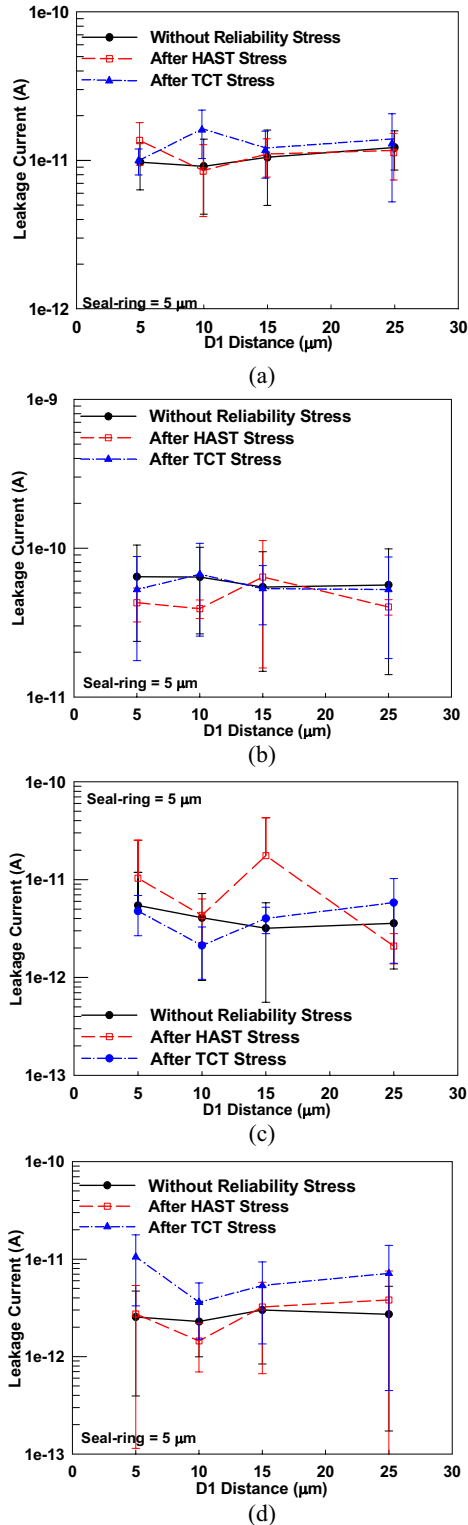 1e-10
Without Reliability Stress
After HAST Stress
After TCT Stress
Leakage Current (A)
1e-11
1e-12
Seal-ring = 5 μm
0 5 10 15 20 25 30
D1 Distance (μm)
(a)
1e-9
Without Reliability Stress
After HAST Stress
After TCT Stress
Leakage Current (A)
1e-10
1e-11
Seal-ring = 5 μm
0 5 10 15 20 25 30
D1 Distance (μm)
(b)
1e-10
Seal-ring = 5 μm
Leakage Current (A)
1e-11
1e-12
Without Reliability Stress
After HAST Stress
After TCT Stress
1e-13
0 5 10 15 20 25 30
D1 Distance (μm)
(c)
1e-10
Without Reliability Stress
After HAST Stress
After TCT Stress
Leakage Current (A)
1e-11
1e-12
Seal-ring = 5 μm
1e-13
0 5 10 15 20 25 30
D1 Distance (μm)
(d)